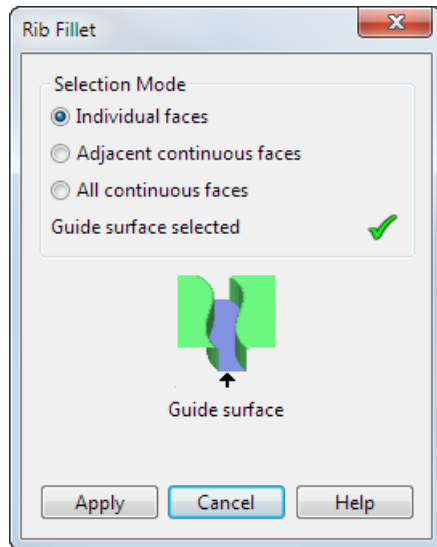 Rib Fillet
Selection Mode
Individual faces
Adjacent continuous faces
All continuous faces
Guide surface selected
Guide surface
Apply Cancel Help